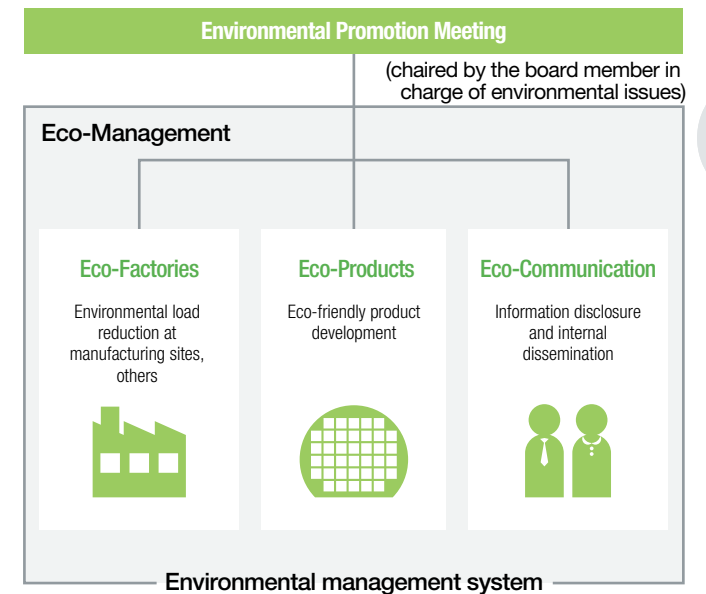 Environmental Promotion Meeting
(chaired by the board member in
charge of environmental issues)
Eco-Management
Eco-Factories
Environmental load
reduction at
manufacturing sites,
others
Eco-Products
Eco-friendly product
development
Eco-Communication
Information disclosure
and internal
dissemination
Environmental management system